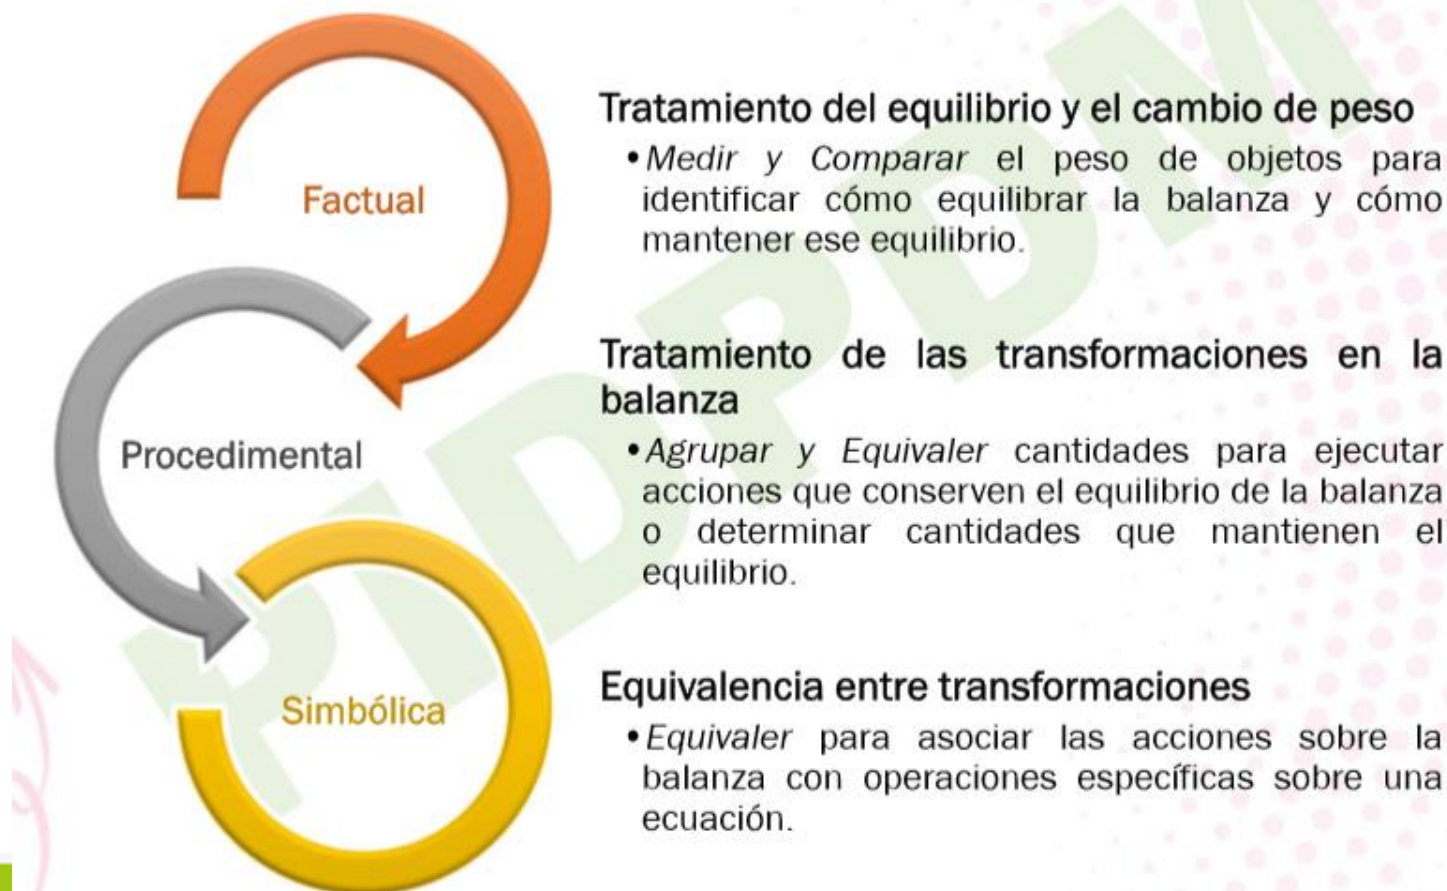 Factual
Tratamiento del equilibrio y el cambio de peso
•Medir y Comparar el peso de objetos para
identificar cómo equilibrar la balanza y cómo
mantener ese equilibrio.
Procedimental
Tratamiento de las transformaciones en la
balanza
•Agrupar y Equivaler cantidades para ejecutar
acciones que conserven el equilibrio de la balanza
o determinar cantidades que mantienen el
equilibrio.
Simbólica
Equivalencia entre transformaciones
•Equivaler para asociar las acciones sobre la
balanza con operaciones específicas sobre una
ecuación.
PIDPDM